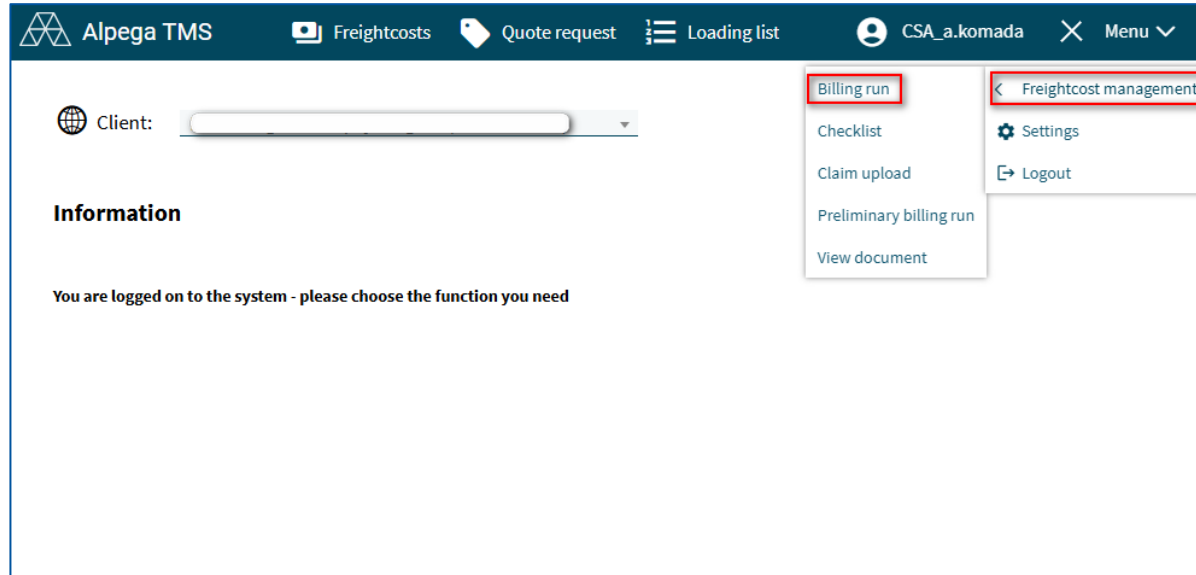 Alpega TMS Freightcosts Quote request Loading list CSA_a.komada Menu
Client:
Billing run
Checklist
Claim upload
Preliminary billing run
View document
Freightcost management
Settings
Logout
Information
You are logged on to the system - please choose the function you need